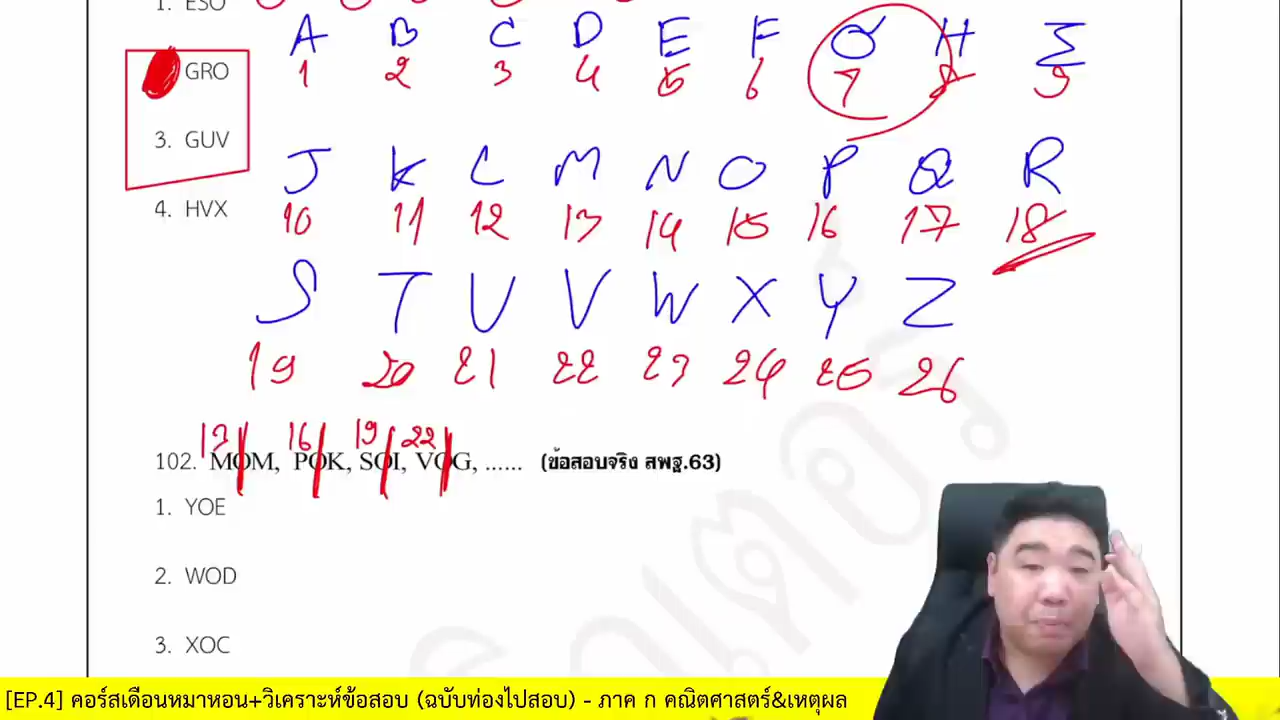 1. ESO
A B C D E F G H I
1 2 3 4 5 6 7 8 9
GRO
3. GUV
J K L M N O P Q R
10 11 12 13 14 15 16 17 18
4. HVX
S T U V W X Y Z
19 20 21 22 23 24 25 26
13 16 19 22
102. MOM, POK, SOI, VOG, ...... (ข้อสอบจริง สพฐ.63)
1. YOE
2. WOD
3. XOC
[EP.4] คอร์สเดือนหมาหอน+วิเคราะห์ข้อสอบ (ฉบับท่องไปสอบ) - ภาค ก คณิตศาสตร์&เหตุผล